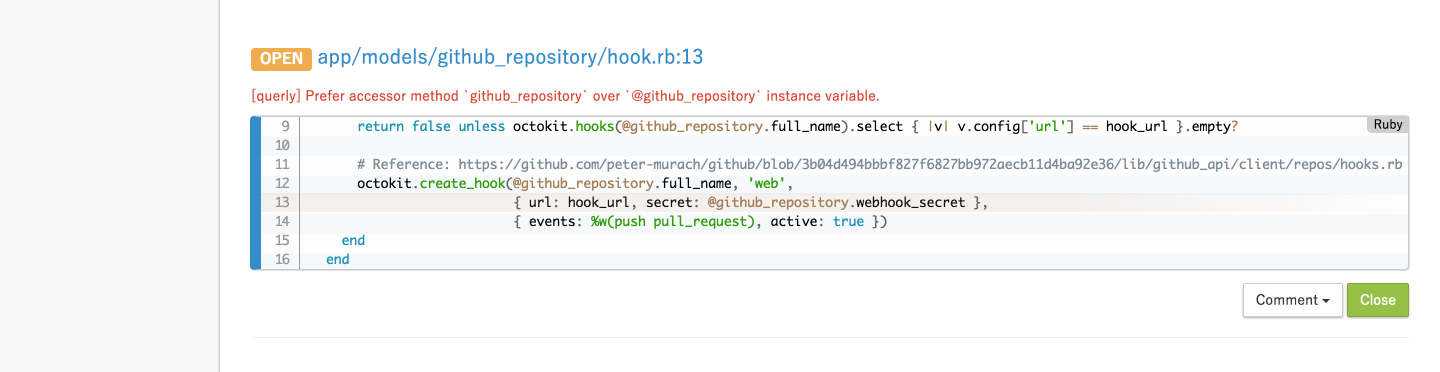 OPEN app/models/github_repository/hook.rb:13
[querly] Prefer accessor method `github_repository` over `@github_repository` instance variable.
9 return false unless octokit.hooks(@github_repository.full_name).select { |v| v.config['url'] == hook_url }.empty? Ruby
10
11 # Reference: https://github.com/peter-murach/github/blob/3b04d494bbbf827f6827bb972aecb11d4ba92e36/lib/github_api/client/repos/hooks.rb
12 octokit.create_hook(@github_repository.full_name, 'web',
13 { url: hook_url, secret: @github_repository.webhook_secret },
14 { events: %w(push pull_request), active: true })
15 end
16 end
Comment Close